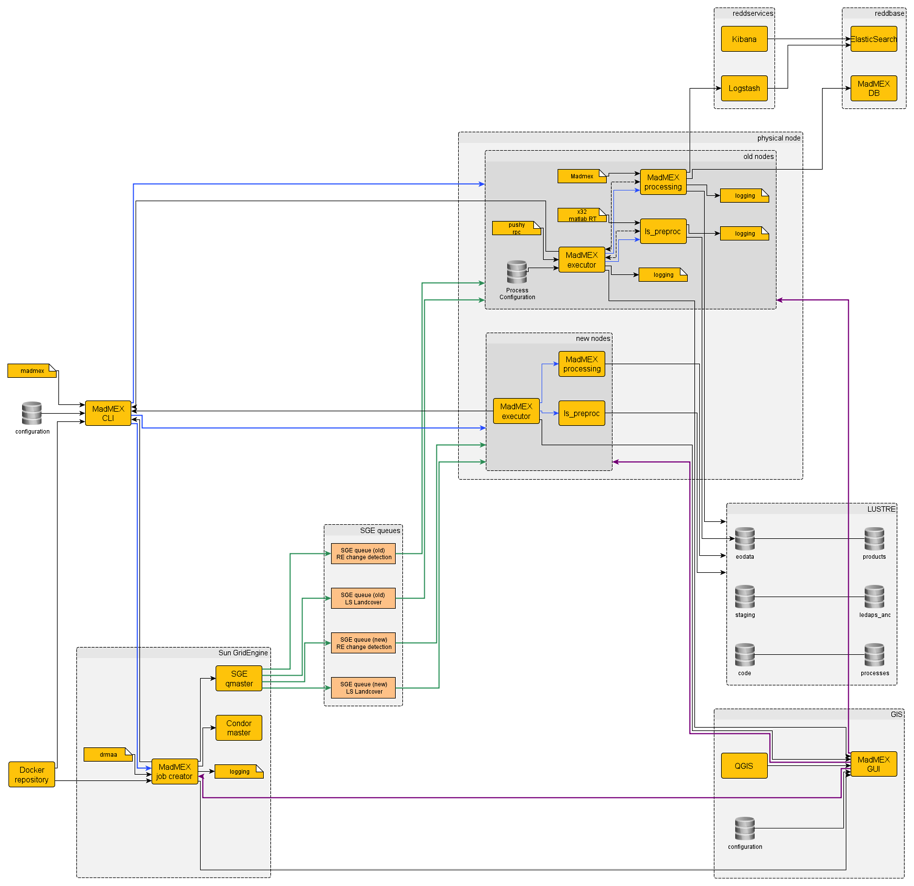 reddservices
reddbase
Kibana
ElasticSearch
Logstash
MadMEX
DB
physical node
old nodes
Madmex
MadMEX
processing
logging
x32
matlab RT
pushy
rpc
ls_preproc
logging
MadMEX
executor
logging
Process
Configuration
new nodes
MadMEX
processing
madmex
MadMEX
executor
ls_preproc
MadMEX
CLI
configuration
LUSTRE
SGE queues
SGE queue (old)
RE change detection
eodata
products
SGE queue (old)
LS Landcover
staging
ledaps_anc
SGE queue (new)
RE change detection
Sun GridEngine
code
processes
SGE
qmaster
SGE queue (new)
LS Landcover
GIS
Condor
master
drmaa
Docker
repository
MadMEX
job creator
logging
QGIS
MadMEX
GUI
configuration